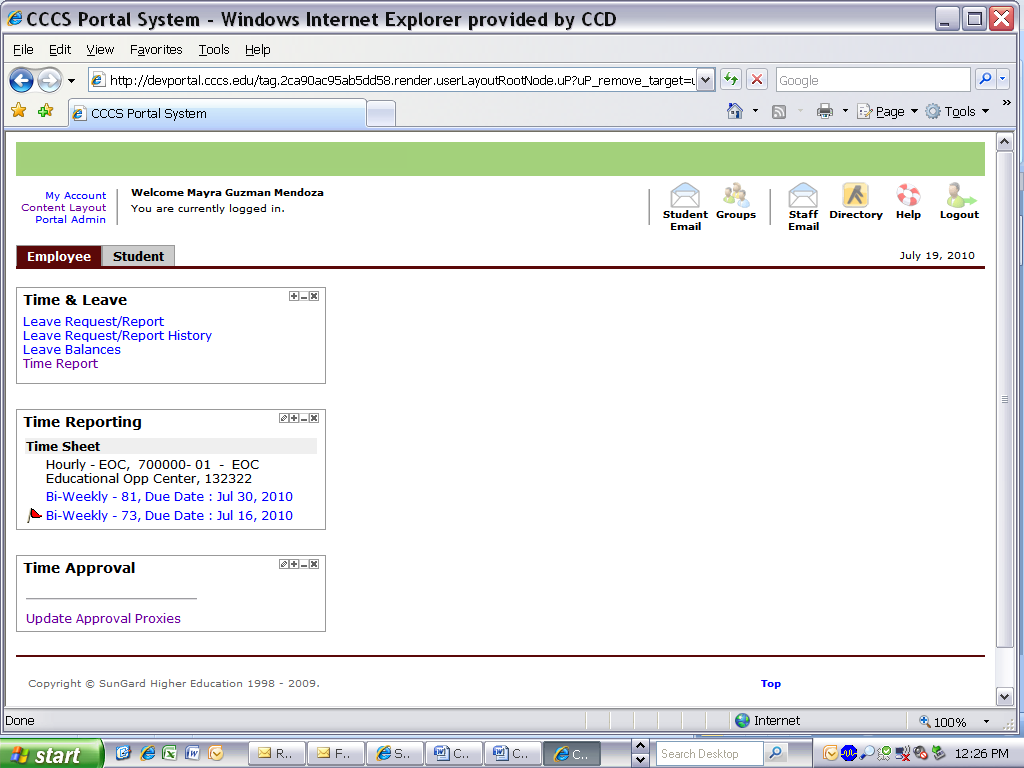 CCCS Portal System - Windows Internet Explorer provided by CCD
File Edit View Favorites Tools Help
http://devportal.cccs.edu/tag.2ca90ac95ab5dd58.render.userLayoutRootNode.uP?uP_remove_target=u
Google
CCCS Portal System
Page Tools »
My Account
Content Layout
Portal Admin
Welcome Mayra Guzman Mendoza
You are currently logged in.
Student Email
Groups
Staff Email
Directory
Help
Logout
Employee Student
July 19, 2010
Time & Leave
Leave Request/Report
Leave Request/Report History
Leave Balances
Time Report
Time Reporting
Time Sheet
Hourly - EOC, 700000- 01 - EOC
Educational Opp Center, 132322
Bi-Weekly - 81, Due Date : Jul 30, 2010
Bi-Weekly - 73, Due Date : Jul 16, 2010
Time Approval
Update Approval Proxies
Copyright © SunGard Higher Education 1998 - 2009.
Top
Done
Internet
100%
start
R...
F...
S...
C...
C...
C...
Search Desktop
12:26 PM